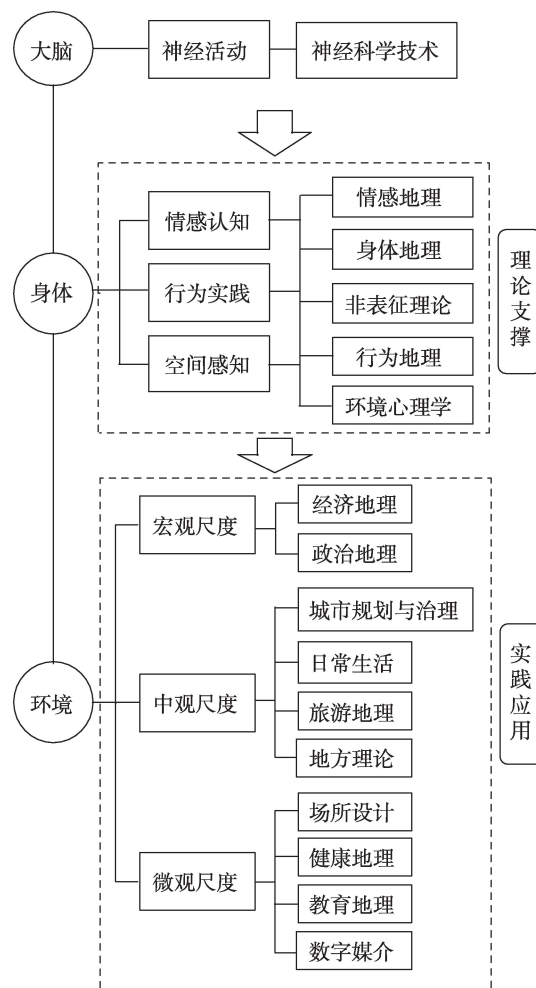 大脑
神经活动
神经科学技术
身体
情感认知
行为实践
空间感知
情感地理
身体地理
非表征理论
行为地理
环境心理学
理论支撑
环境
宏观尺度
经济地理
政治地理
中观尺度
城市规划与治理
日常生活
旅游地理
地方理论
微观尺度
场所设计
健康地理
教育地理
数字媒介
实践应用